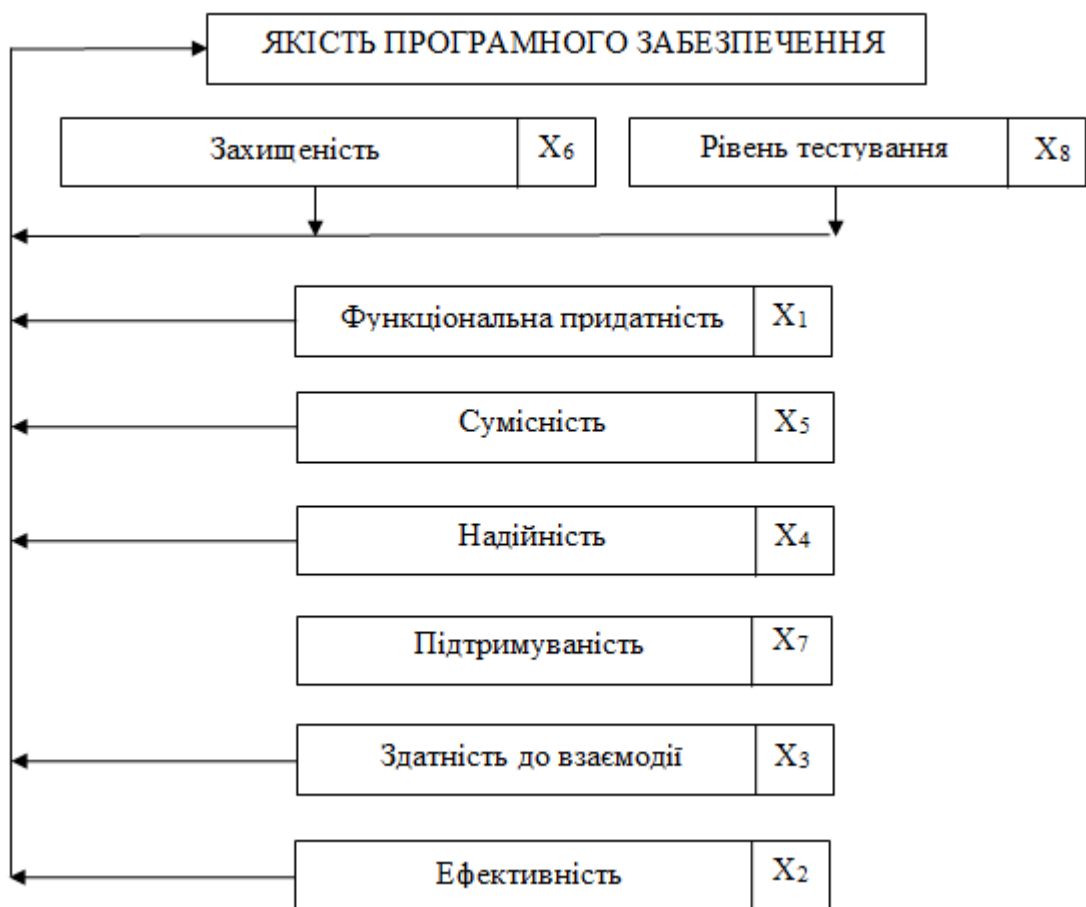 ЯКІСТЬ ПРОГРАМНОГО ЗАБЕЗПЕЧЕННЯ
Захищеність X6 Рівень тестування X8
Функціональна придатність X1
Сумісність X5
Надійність X4
Підтримуваність X7
Здатність до взаємодії X3
Ефективність X2